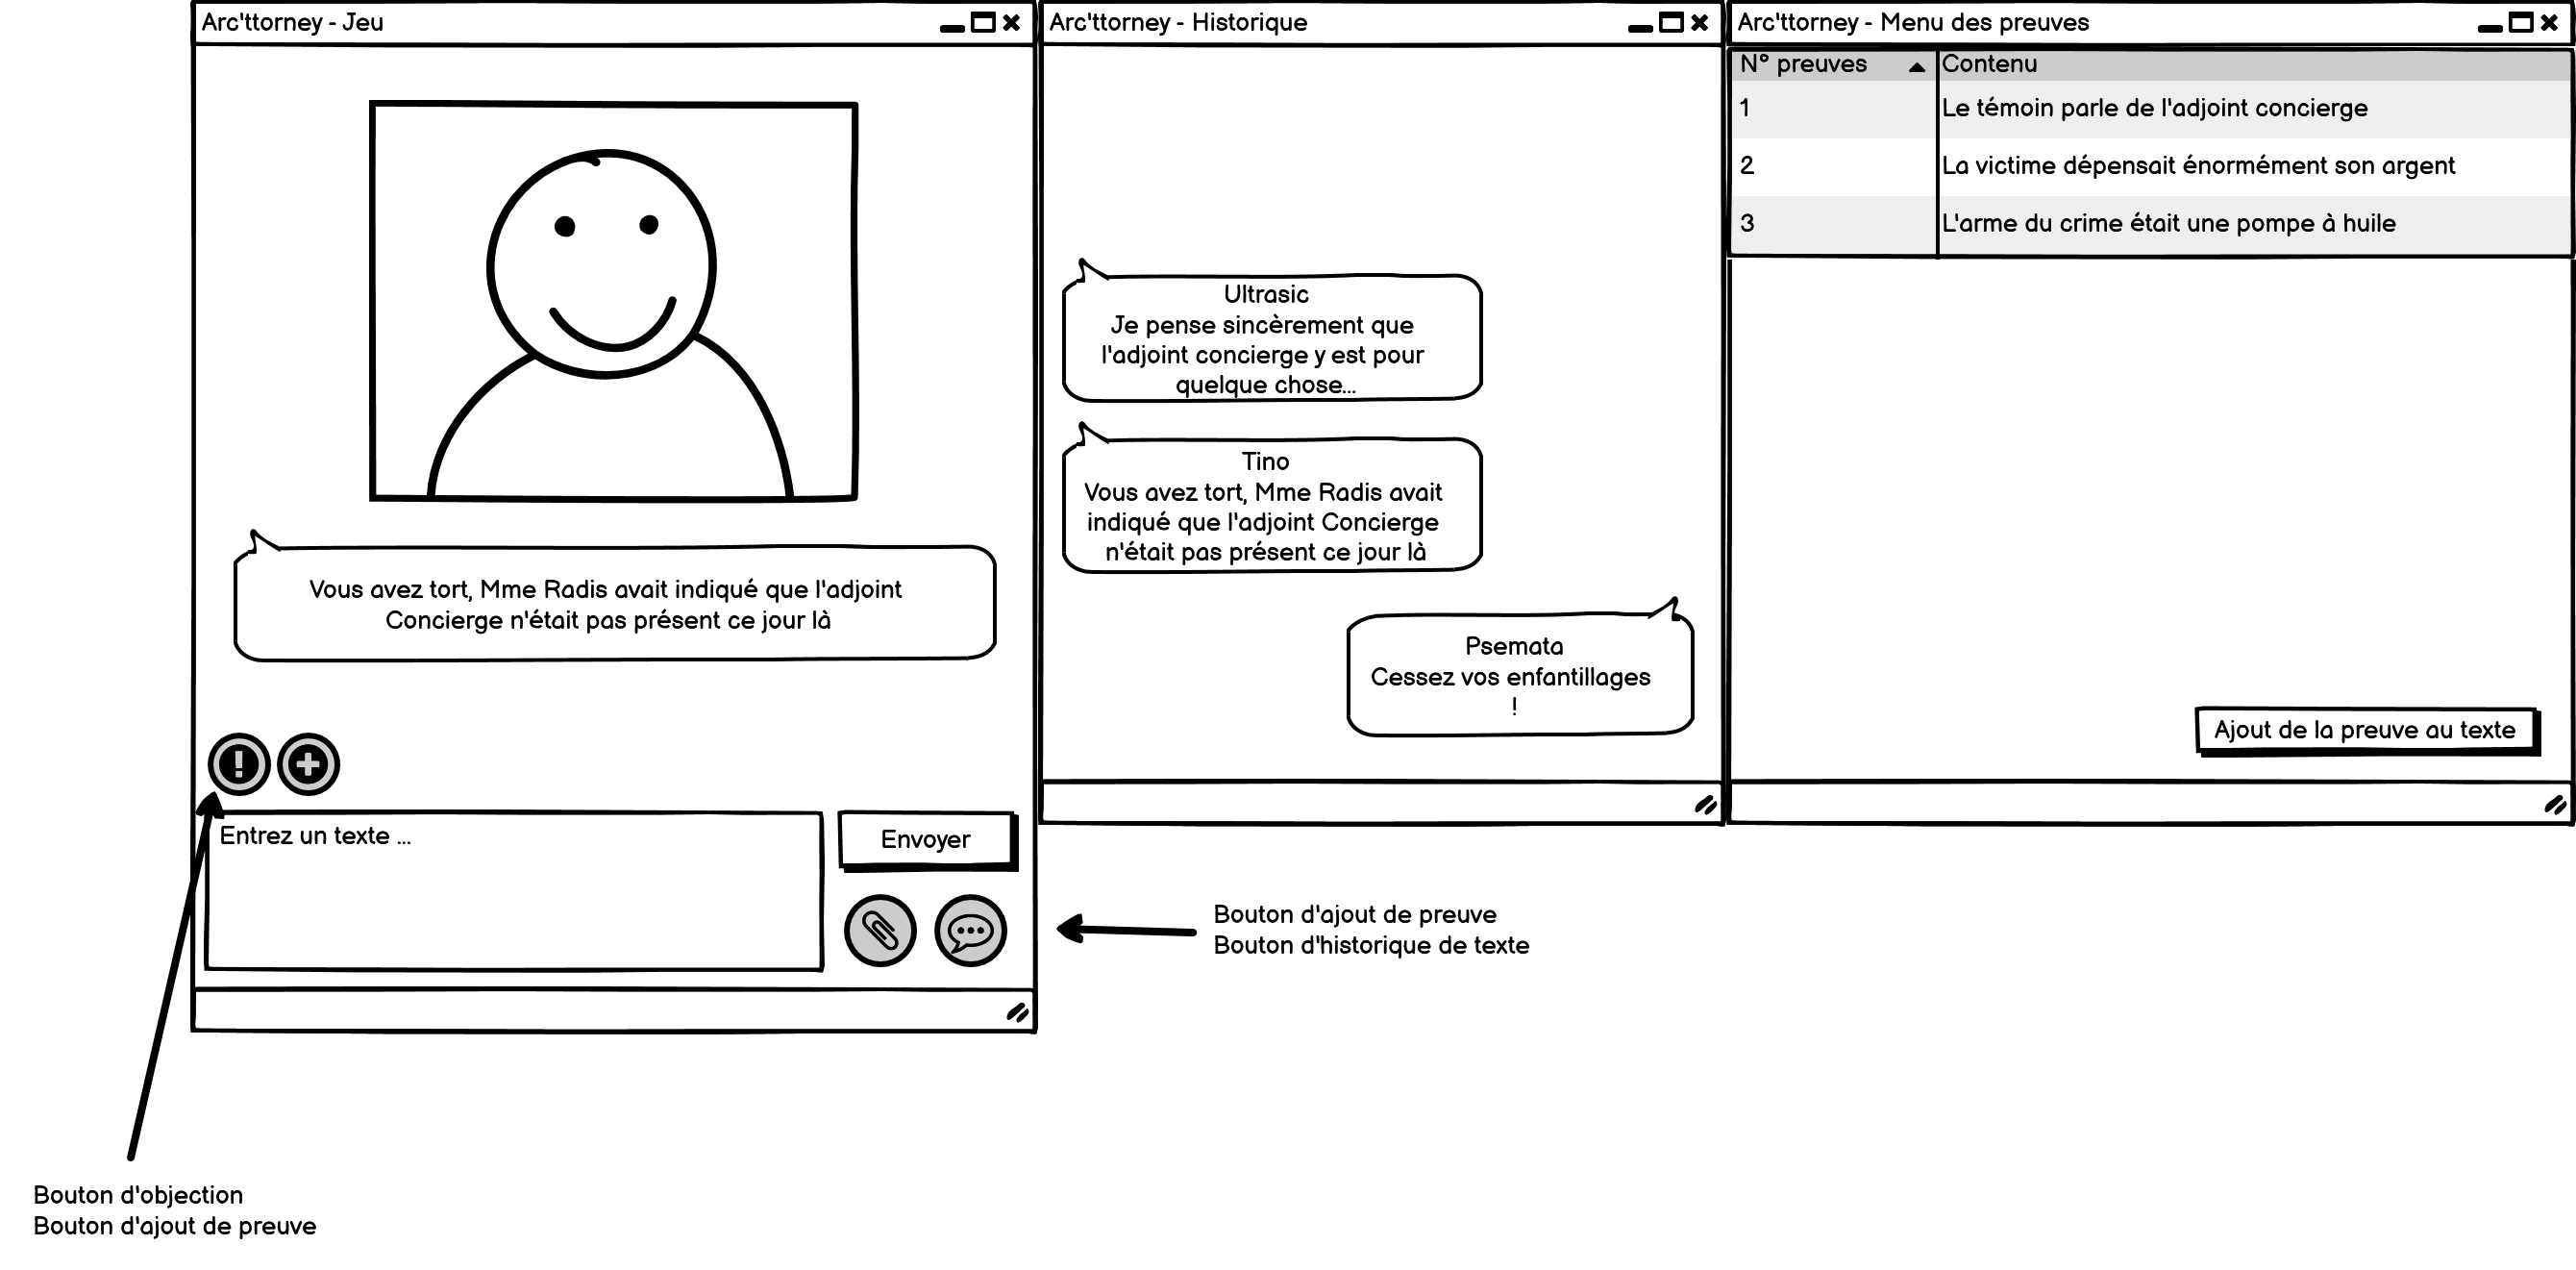 Arc'ttorney - Jeu
Vous avez tort, Mme Radis avait indiqué que l'adjoint
Concierge n'était pas présent ce jour là
Entrez un texte ...
Envoyer
Arc'ttorney - Historique
Ultrasic
Je pense sincèrement que
l'adjoint concierge y est pour
quelque chose...
Tino
Vous avez tort, Mme Radis avait
indiqué que l'adjoint Concierge
n'était pas présent ce jour là
Psemata
Cessez vos enfantillages
!
Arc'ttorney - Menu des preuves
N° preuves Contenu
1 Le témoin parle de l'adjoint concierge
2 La victime dépensait énormément son argent
3 L'arme du crime était une pompe à huile
Ajout de la preuve au texte
Bouton d'ajout de preuve
Bouton d'historique de texte
Bouton d'objection
Bouton d'ajout de preuve